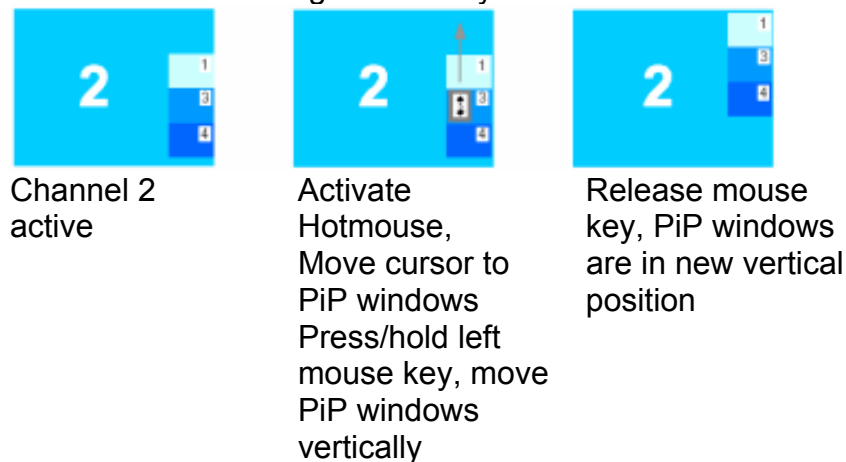 2
1
3
4
2
1
3
4
2
1
3
4
Channel 2
active
Activate
Hotmouse,
Move cursor to
PiP windows
Press/hold left
mouse key, move
PiP windows
vertically
Release mouse
key, PiP windows
are in new vertical
position